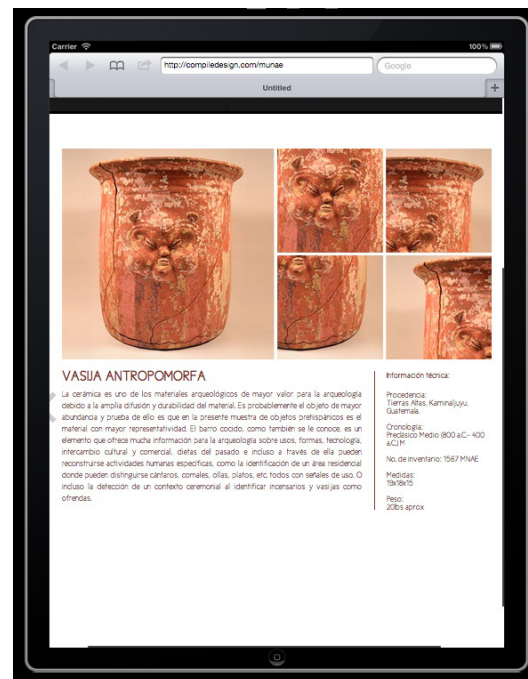 Carrier
100%
http://compiledesign.com/munae
Google
Untitled
+
VASIJA ANTROPOMORFA
La cerámica es uno de los materiales arqueológicos de mayor valor para la arqueología
debido a la amplia difusión y durabilidad del material. Es probablemente el objeto de mayor
abundancia y prueba de ello es que en la presente muestra de objetos prehispánicos es el
material con mayor representatividad. El barro cocido, como también se le conoce, es un
elemento que ofrece mucha información para la arqueología sobre usos, formas, tecnología,
intercambio cultural y comercial, dietas del pasado e incluso a través de ella pueden
reconstruirse actividades humanas específicas, como la identificación de un área residencial
donde pueden distinguirse cántaros, comales, ollas, platos, etc. todos con señales de uso. O
incluso la detección de un contexto ceremonial al identificar incensarios y vasijas como
ofrendas.
Información técnica:
Procedencia:
Tierras Altas, Kaminaljuyu,
Guatemala.
Cronología:
Preclásico Medio (800 a.C.- 400
a.C.) M
No. de inventario: 1567 MNAE
Medidas:
19x18x15
Peso:
20lbs aprox